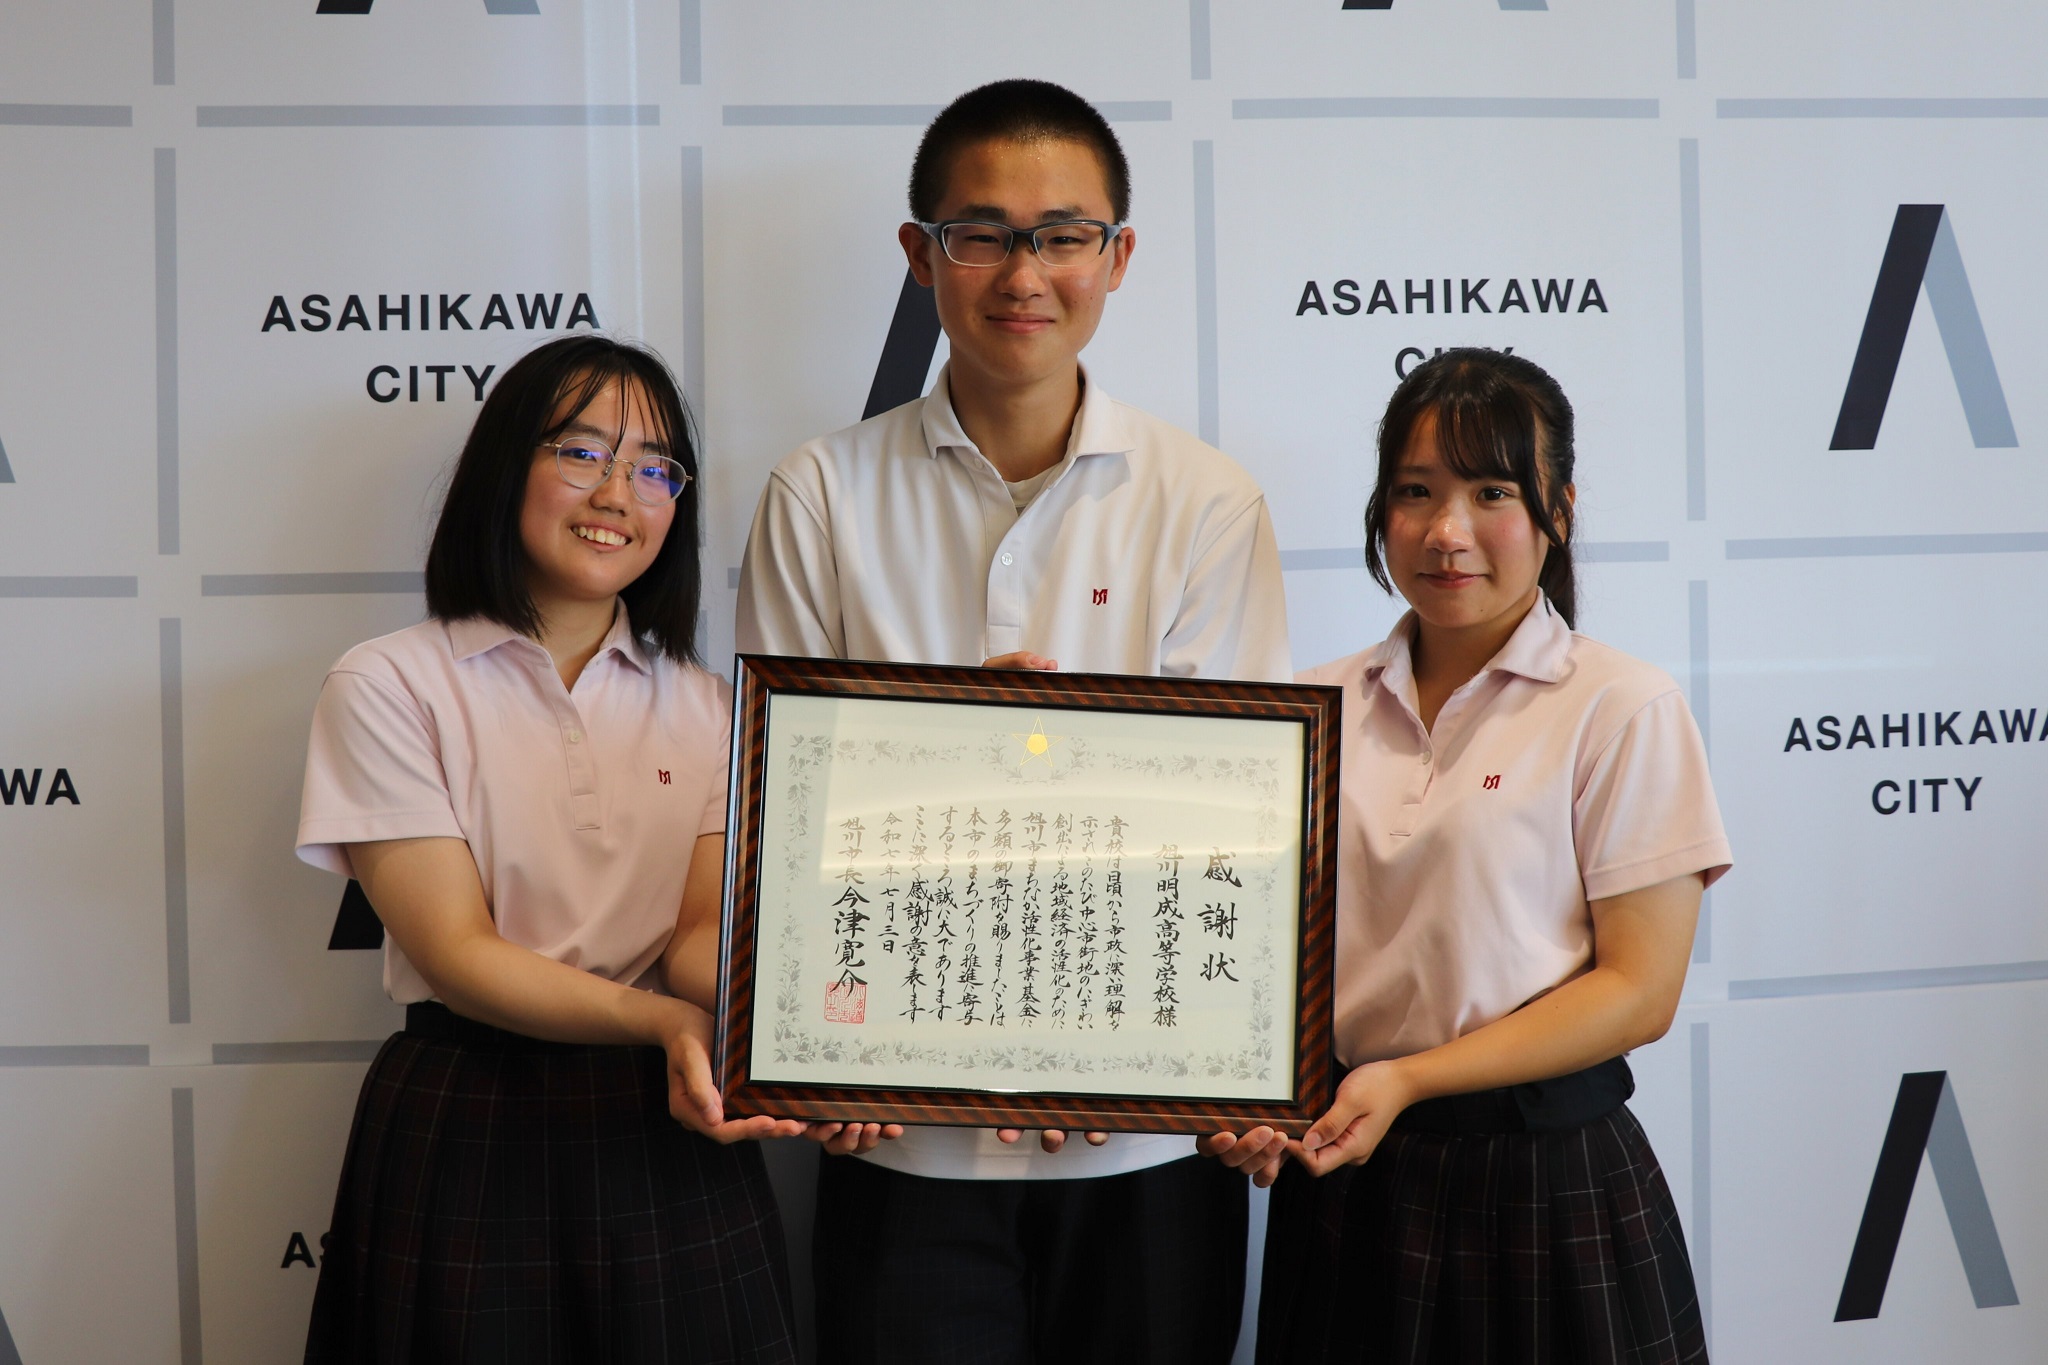 ASAHIKAWA
CITY
ASAHIKAWA
CITY
WA
ASAHIKAWA
CITY
AS
感謝状
旭川明成高等学校様
貴校は日頃から市政に深い理解を
示されこのたび中心市街地のにぎわい
創出による地域経済の活性化のために
旭川市まちなか活性化事業基金に
多額の御寄附を賜りましたことは
本市のまちづくりの推進に寄与
するところ誠に大であります
ここに深く感謝の意を表します
令和七年七月三日
旭川市長今津寛介